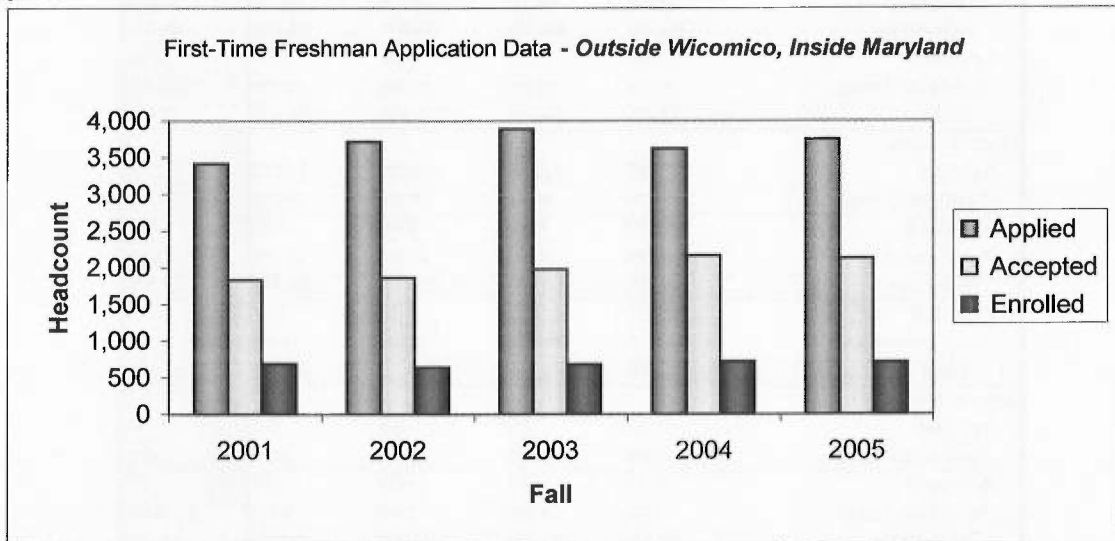 First-Time Freshman Application Data - Outside Wicomico, Inside Maryland
4,000
3,500
3,000
2,500
2,000
1,500
1,000
500
0
Headcount
2001 2002 2003 2004 2005
Fall
Applied
Accepted
Enrolled